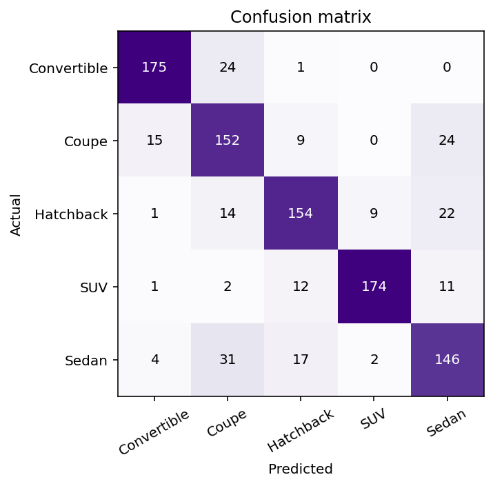 Confusion matrix
Actual
Convertible 175 24 1 0 0
Coupe 15 152 9 0 24
Hatchback 1 14 154 9 22
SUV 1 2 12 174 11
Sedan 4 31 17 2 146
Convertible Coupe Hatchback SUV Sedan
Predicted